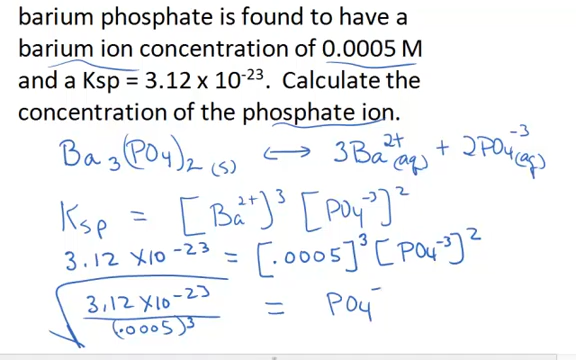 barium phosphate is found to have a
barium ion concentration of 0.0005 M
and a Ksp = 3.12 x 10⁻²³. Calculate the
concentration of the phosphate ion.
Ba₃(PO₄)₂ (s) ⟷ 3Ba²⁺(aq) + 2PO₄⁻³(aq)
Ksp = [Ba²⁺]³ [PO₄⁻³]²
3.12 X10⁻²³ = [.0005]³ [PO₄⁻³]²
√(3.12 X10⁻²³ / (.0005)³) = PO₄⁻